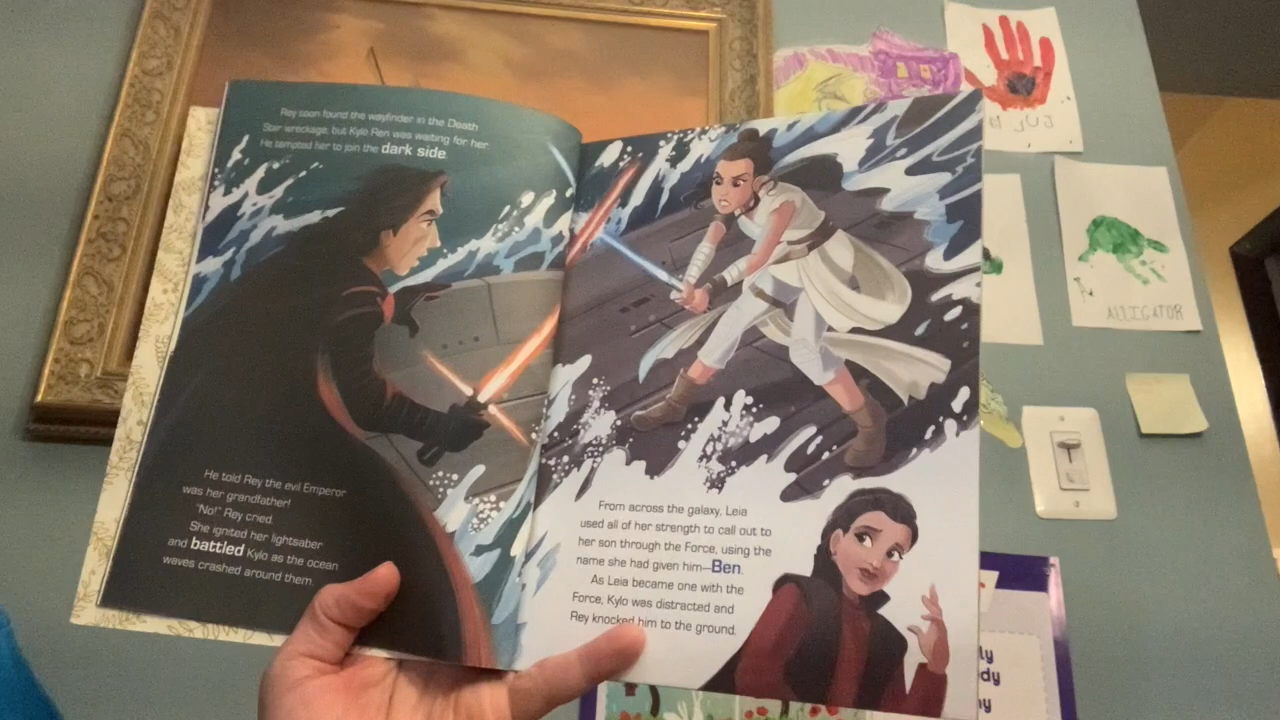 Rey soon found the wayfinder in the Death
Star wreckage, but Kylo Ren was waiting for her.
He tempted her to join the dark side.
He told Rey the evil Emperor
was her grandfather!
"No!" Rey cried.
She ignited her lightsaber
and battled Kylo as the ocean
waves crashed around them.
From across the galaxy, Leia
used all of her strength to call out to
her son through the Force, using the
name she had given him—Ben.
As Leia became one with the
Force, Kylo was distracted and
Rey knocked him to the ground.
ALLIGATOR
ly
dy